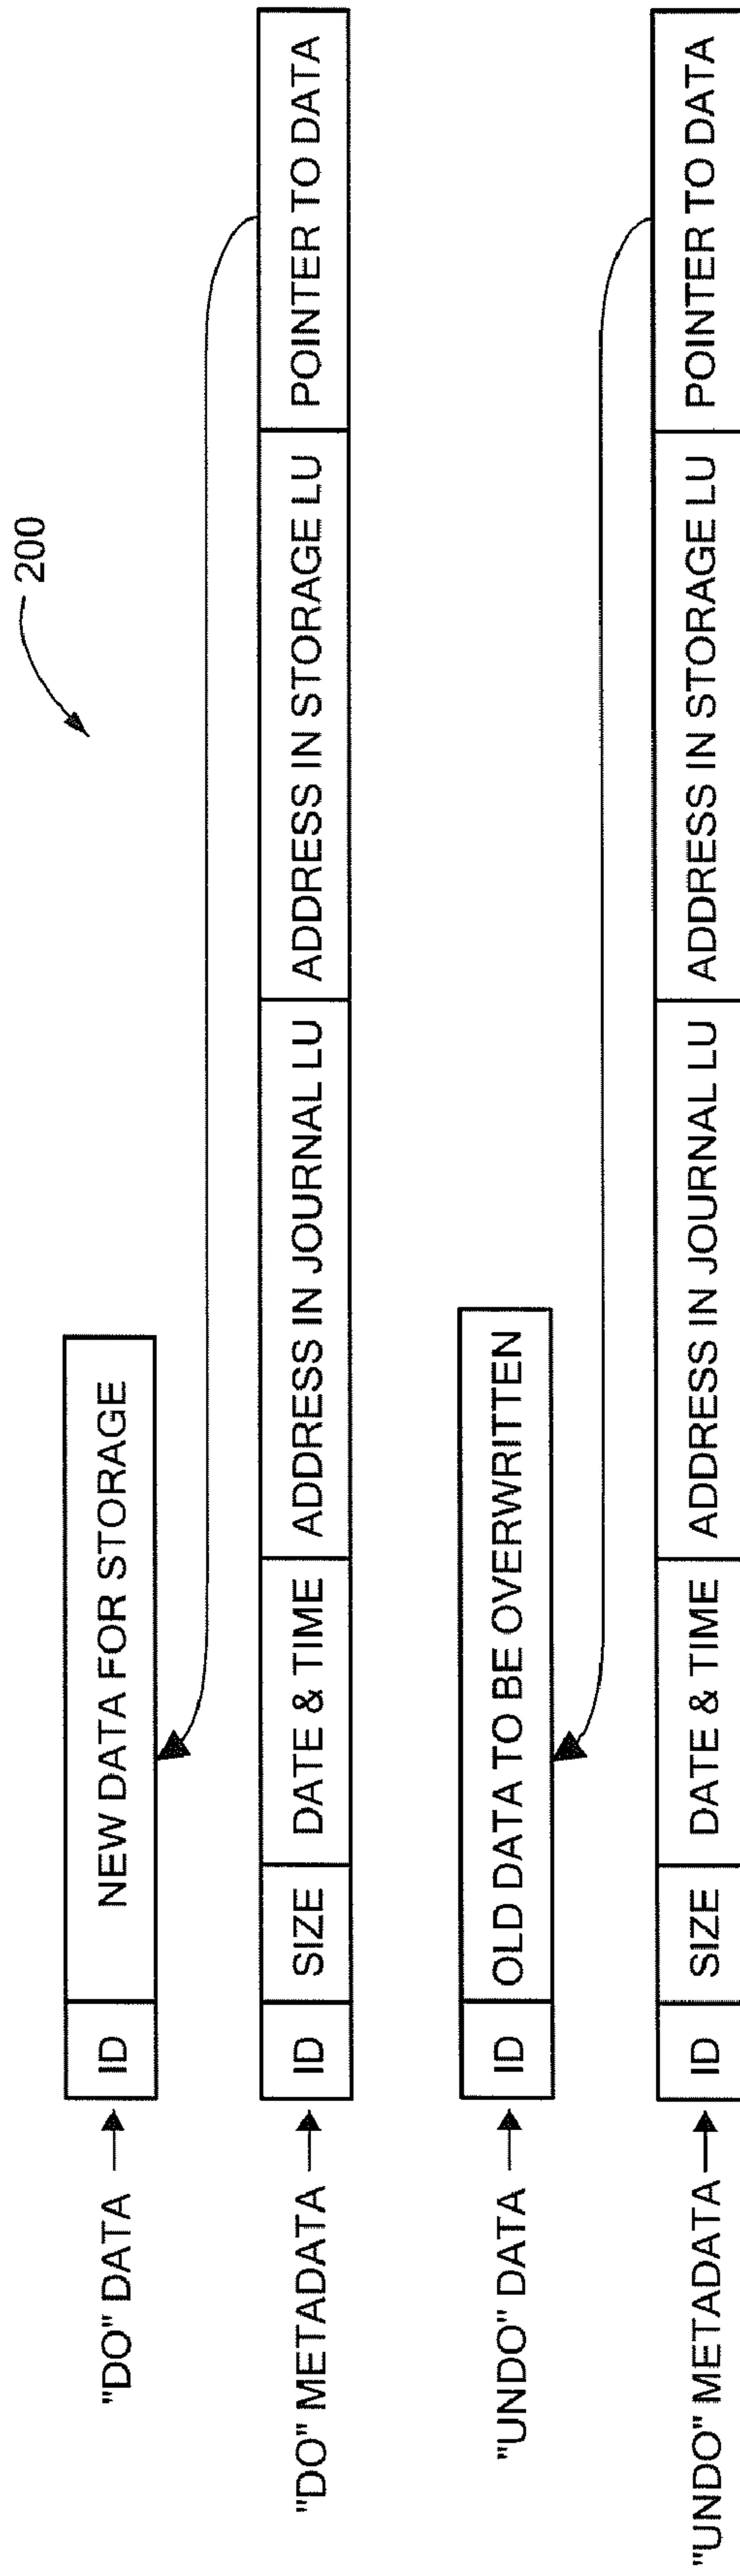 200
"DO" DATA → ID NEW DATA FOR STORAGE
"DO" METADATA → ID SIZE DATE & TIME ADDRESS IN JOURNAL LU ADDRESS IN STORAGE LU POINTER TO DATA
"UNDO" DATA → ID OLD DATA TO BE OVERWRITTEN
"UNDO" METADATA → ID SIZE DATE & TIME ADDRESS IN JOURNAL LU ADDRESS IN STORAGE LU POINTER TO DATA